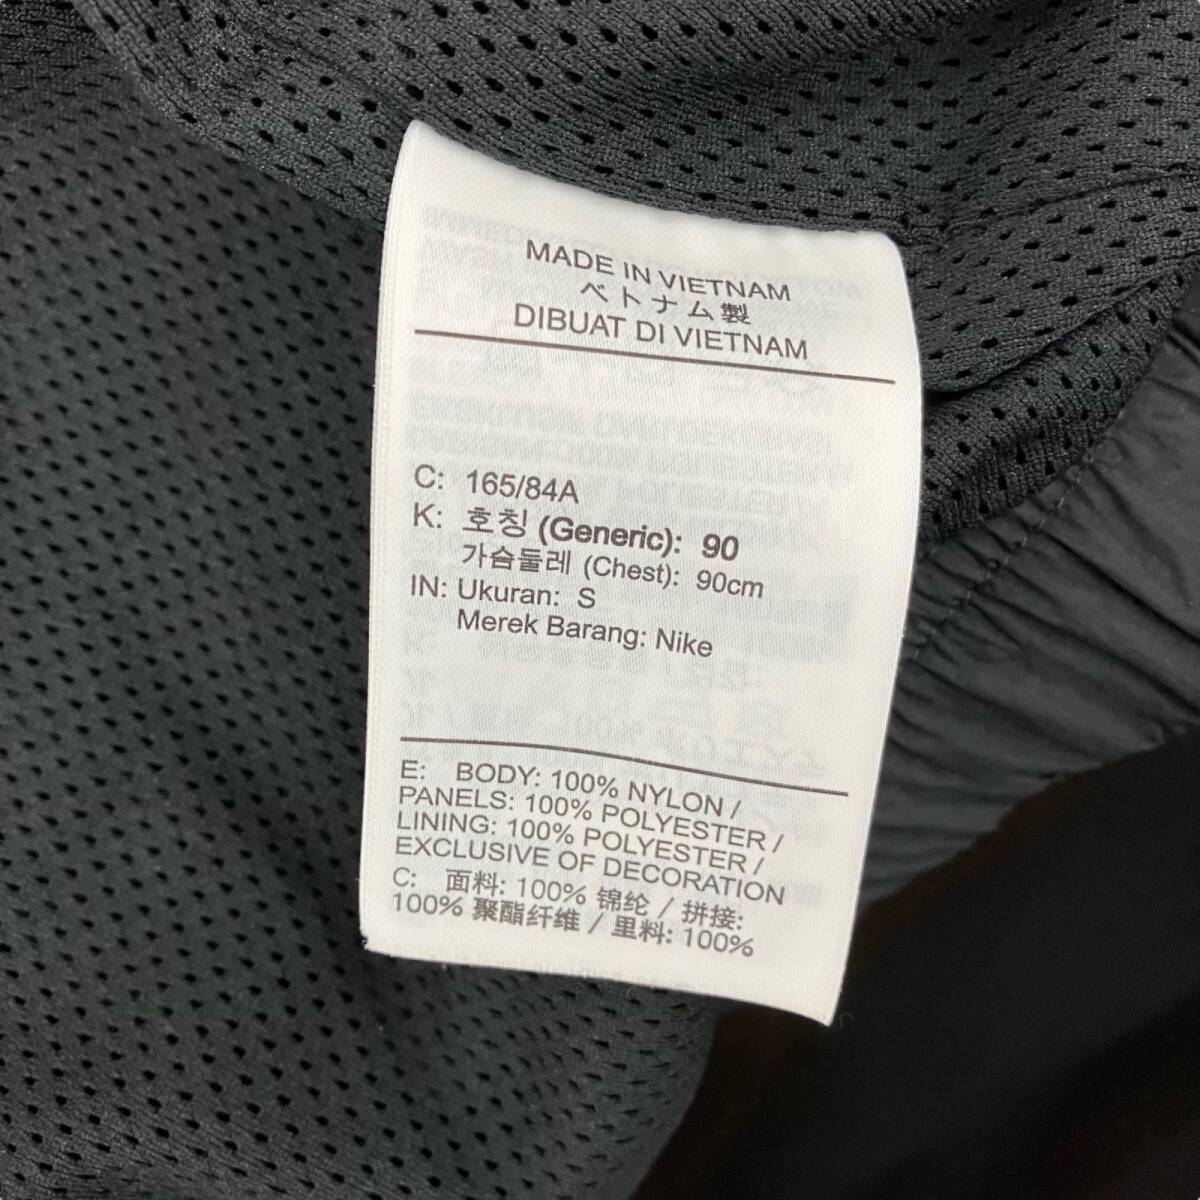 MADE IN VIETNAM
ベトナム製
DIBUAT DI VIETNAM
C: 165/84A
K: 호칭 (Generic): 90
가슴둘레 (Chest): 90cm
IN: Ukuran: S
Merek Barang: Nike
E: BODY: 100% NYLON /
PANELS: 100% POLYESTER /
LINING: 100% POLYESTER /
EXCLUSIVE OF DECORATION
C: 面料: 100% 锦纶 / 拼接:
100% 聚酯纤维 / 里料: 100%